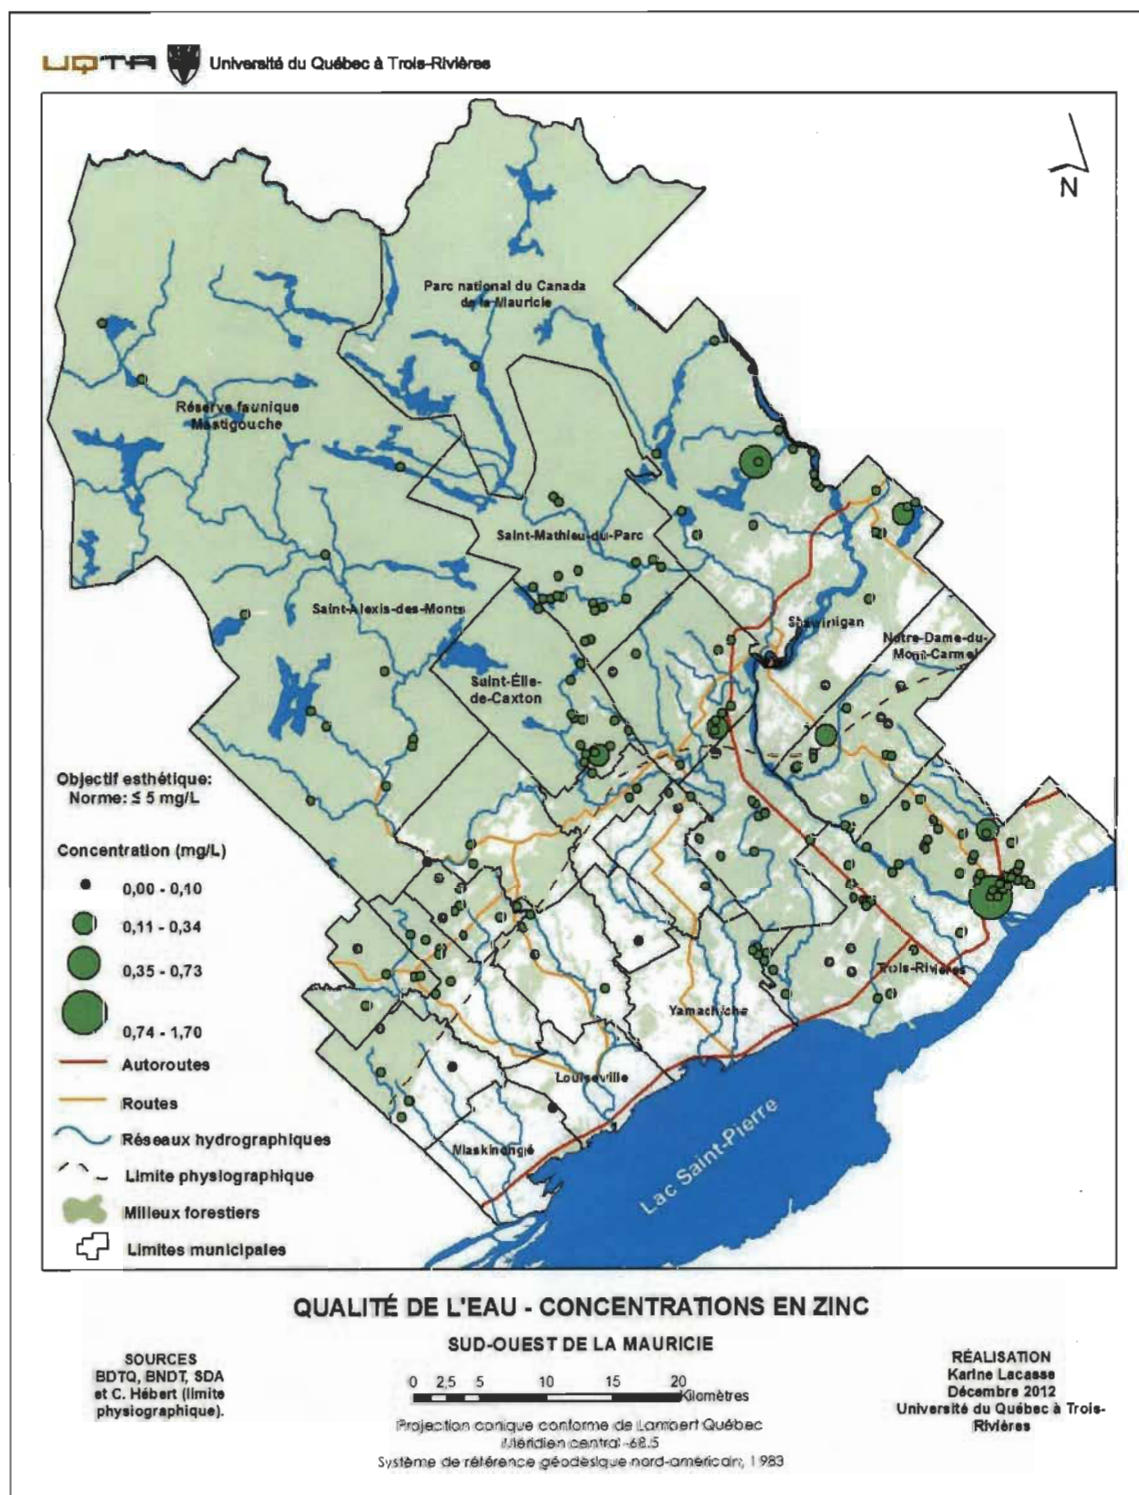 UQTR Université du Québec à Trois-Rivières
N
Parc national du Canada
de la Mauricie
Réserve faunique
Mastigouche
Saint-Mathieu-du-Parc
Saint-Alexis-des-Monts
Shawinigan
Notre-Dame-du-
Mont-Carmel
Saint-Élie-
de-Caxton
Trois-Rivières
Yamachiche
Louiseville
Maskinongé
Lac Saint-Pierre
Objectif esthétique:
Norme: ≤ 5 mg/L
Concentration (mg/L)
0,00 - 0,10
0,11 - 0,34
0,35 - 0,73
0,74 - 1,70
Autoroutes
Routes
Réseaux hydrographiques
Limite physiographique
Milieux forestiers
Limites municipales
QUALITÉ DE L'EAU - CONCENTRATIONS EN ZINC
SUD-OUEST DE LA MAURICIE
SOURCES
BDTQ, BNDT, SDA
et C. Hébert (limite
physiographique).
0 2,5 5 10 15 20
Kilomètres
Projection conique conforme de Lambert Québec
Méridien central -68.5
Système de référence géodésique nord-américain, 1983
RÉALISATION
Karine Lacasse
Décembre 2012
Université du Québec à Trois-
Rivières